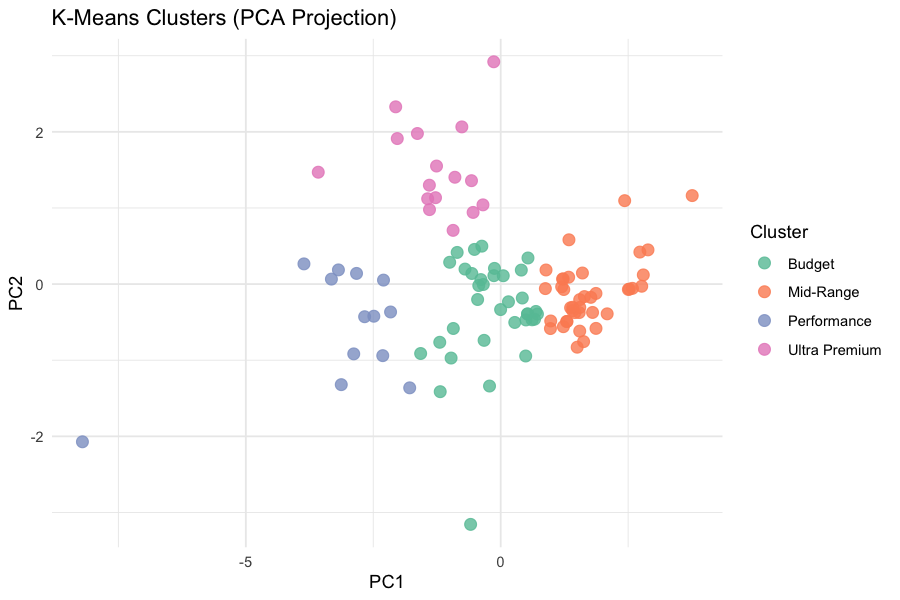 K-Means Clusters (PCA Projection)
2
0
-2
PC2
-5
0
PC1
Cluster
Budget
Mid-Range
Performance
Ultra Premium